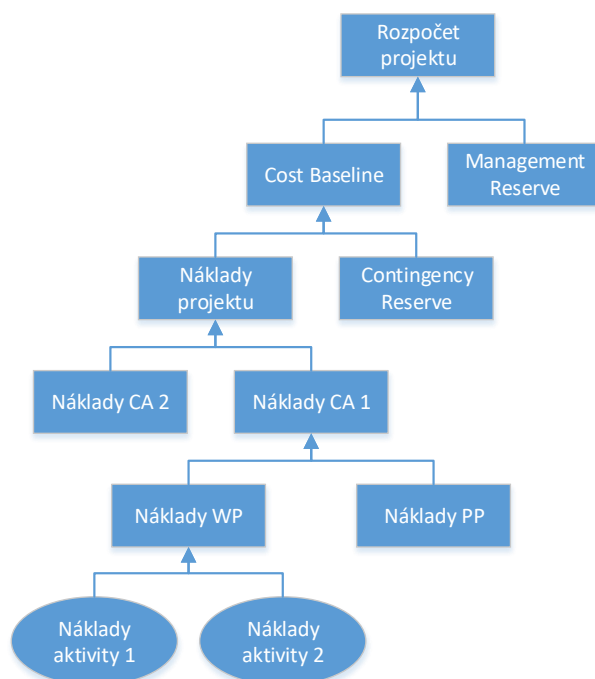 Rozpočet
projektu
Cost Baseline
Management
Reserve
Náklady
projektu
Contingency
Reserve
Náklady CA 2
Náklady CA 1
Náklady WP
Náklady PP
Náklady
aktivity 1
Náklady
aktivity 2